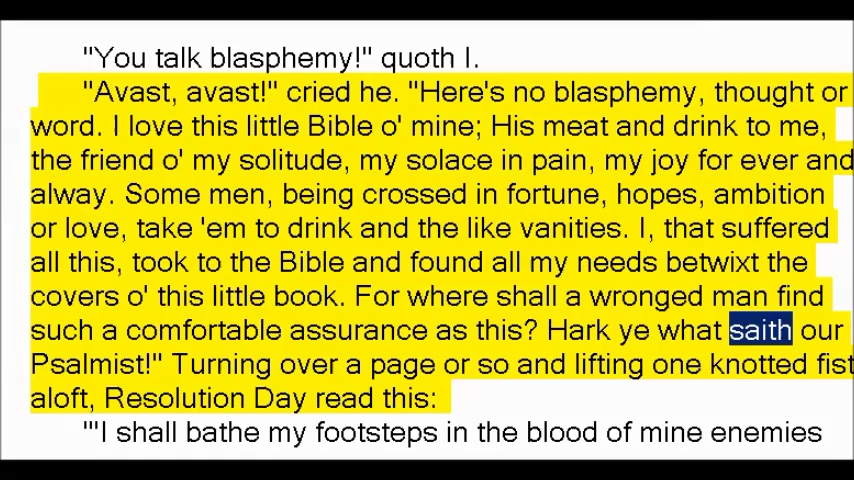 "You talk blasphemy!" quoth I.
"Avast, avast!" cried he. "Here's no blasphemy, thought or
word. I love this little Bible o' mine; His meat and drink to me,
the friend o' my solitude, my solace in pain, my joy for ever and
alway. Some men, being crossed in fortune, hopes, ambition
or love, take 'em to drink and the like vanities. I, that suffered
all this, took to the Bible and found all my needs betwixt the
covers o' this little book. For where shall a wronged man find
such a comfortable assurance as this? Hark ye what saith our
Psalmist!" Turning over a page or so and lifting one knotted fist
aloft, Resolution Day read this:
"'I shall bathe my footsteps in the blood of mine enemies